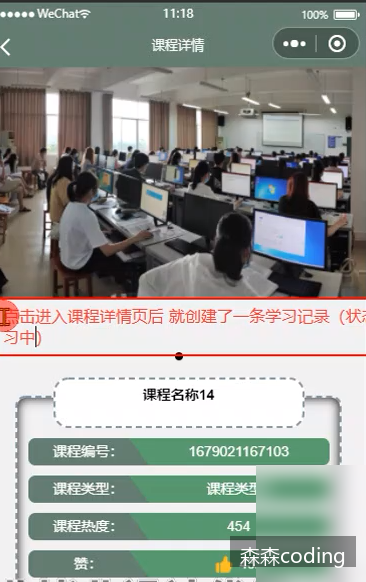 WeChat 11:18 100%
课程详情
击进入课程详情页后 就创建了一条学习记录（状
习中）
课程名称14
课程编号： 1679021167103
课程类型： 课程类
课程热度： 454
赞：
森森coding